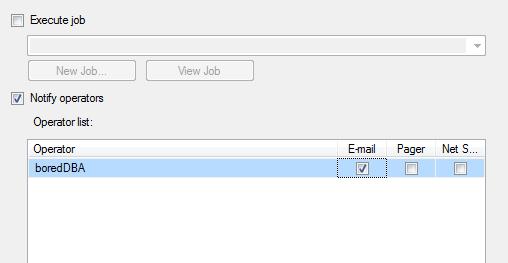 Execute job
New Job... View Job
Notify operators
Operator list:
Operator E-mail Pager Net S...
boredDBA